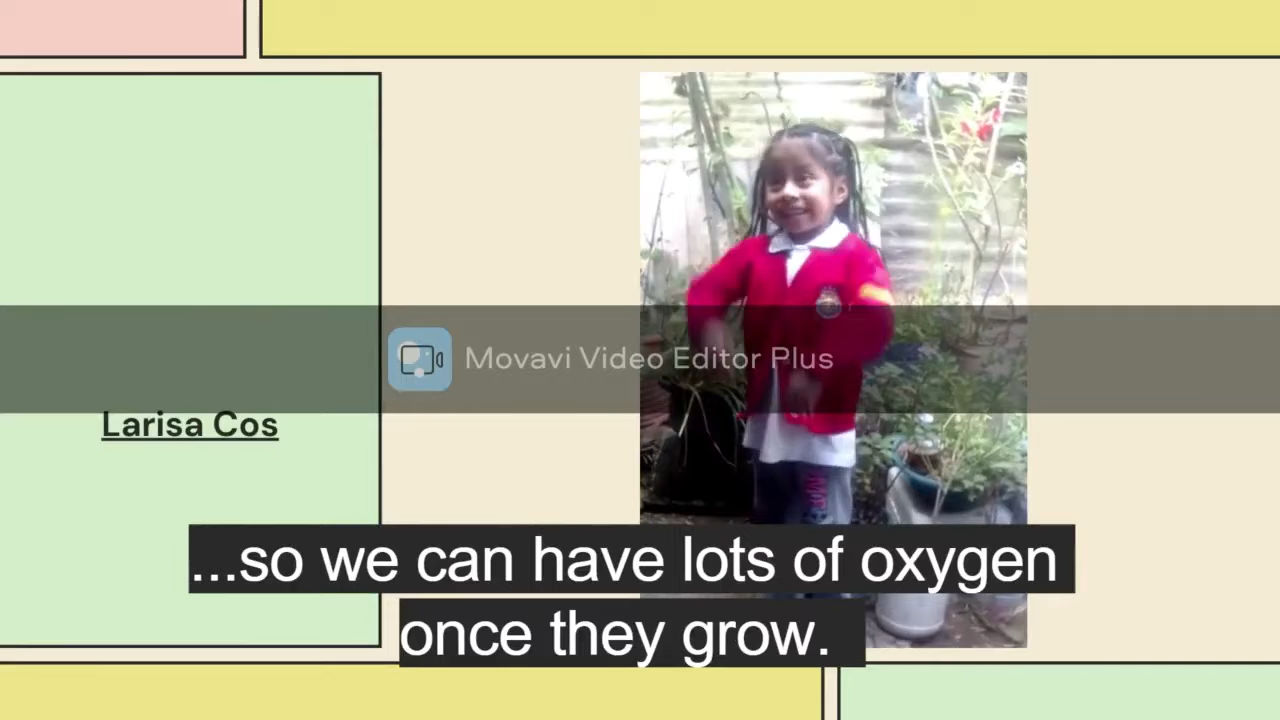 Movavi Video Editor Plus
Larisa Cos
...so we can have lots of oxygen
once they grow.